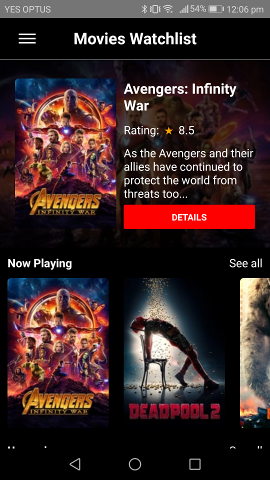 YES OPTUS 54% 12:06 pm
Movies Watchlist
Avengers: Infinity
War
Rating: ★ 8.5
As the Avengers and their
allies have continued to
protect the world from
threats too...
DETAILS
AVENGERS
INFINITY WAR
Now Playing See all
AVENGERS
INFINITY WAR
DEADPOOL 2